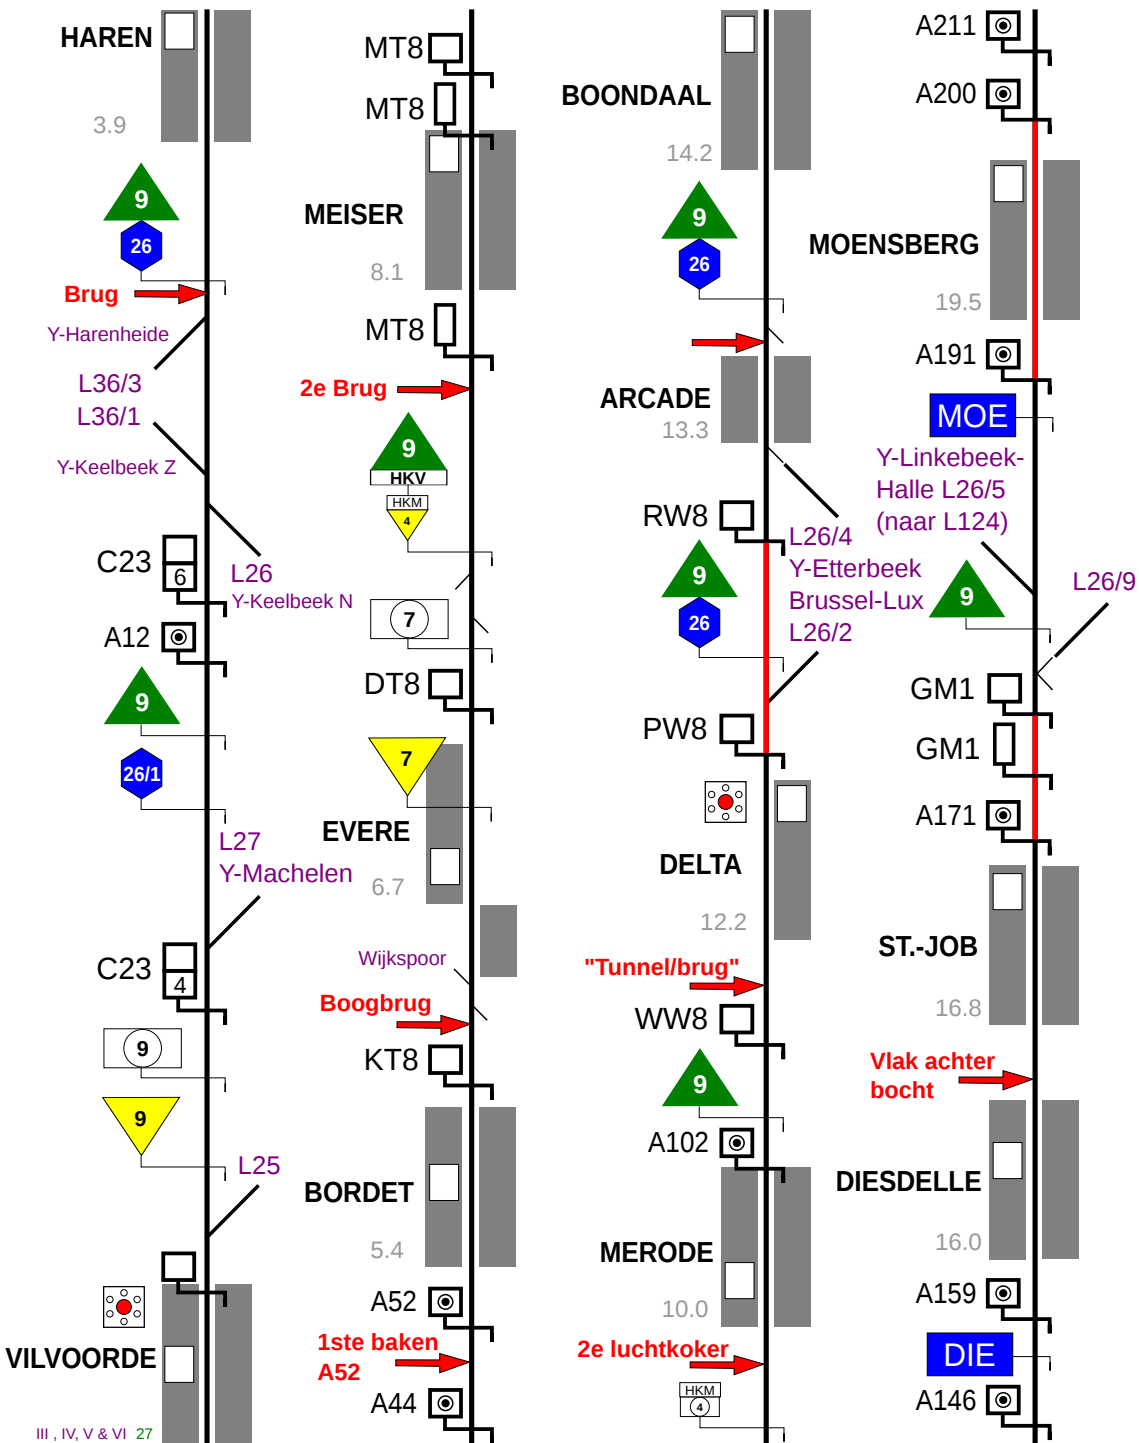 HAREN
3.9
9
26
Brug
Y-Harenheide
L36/3
L36/1
Y-Keelbeek Z
C23
6
L26
Y-Keelbeek N
A12
9
26/1
L27
Y-Machelen
C23
4
9
9
L25
VILVOORDE
III , IV, V & VI 27
MT8
MT8
MEISER
8.1
MT8
2e Brug
9
HKV
HKM
4
7
DT8
7
EVERE
6.7
Wijkspoor
Boogbrug
KT8
BORDET
5.4
A52
1ste baken
A52
A44
BOONDAAL
14.2
9
26
ARCADE
13.3
RW8
L26/4
Y-Etterbeek
Brussel-Lux
L26/2
9
26
PW8
DELTA
12.2
"Tunnel/brug"
WW8
9
A102
MERODE
10.0
2e luchtkoker
HKM
4
A211
A200
MOENSBERG
19.5
A191
MOE
Y-Linkebeek-
Halle L26/5
(naar L124)
9
L26/9
GM1
GM1
A171
ST.-JOB
16.8
Vlak achter
bocht
DIESDELLE
16.0
A159
DIE
A146